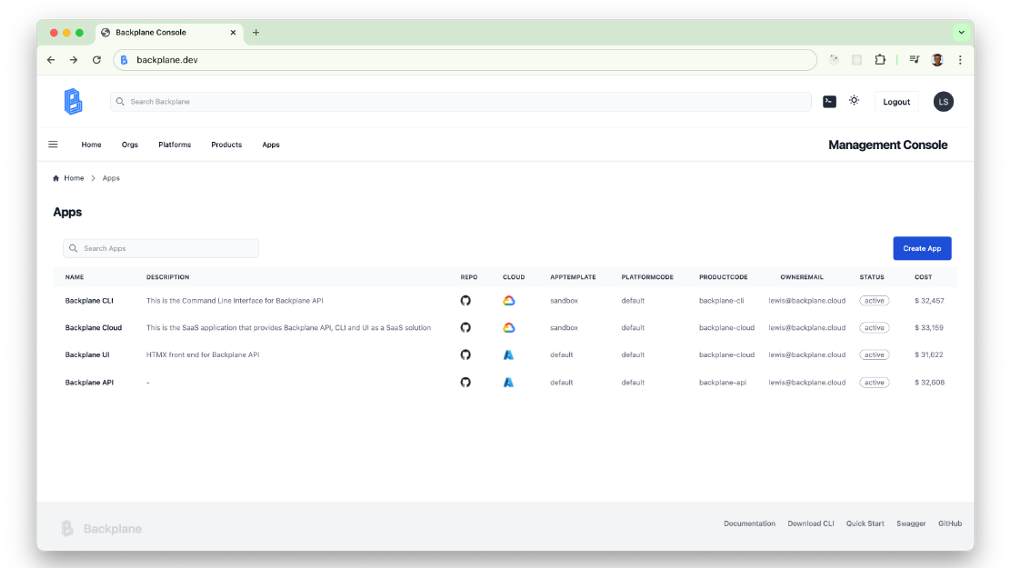 Backplane Console
backplane.dev
Search Backplane
Logout
LS
Home Orgs Platforms Products Apps
Management Console
Home Apps
Apps
Search Apps
Create App
NAME DESCRIPTION REPO CLOUD APPTEMPLATE PLATFORMCODE PRODUCTCODE OWNEREMAIL STATUS COST
Backplane CLI This is the Command Line Interface for Backplane API sandbox default backplane-cli lewis@backplane.cloud active $ 32,457
Backplane Cloud This is the SaaS application that provides Backplane API, CLI and UI as a SaaS solution sandbox default backplane-cloud lewis@backplane.cloud active $ 33,159
Backplane UI HTMX front end for Backplane API default default backplane-cloud lewis@backplane.cloud active $ 31,622
Backplane API - default default backplane-api lewis@backplane.cloud active $ 32,608
Backplane
Documentation Download CLI Quick Start Swagger GitHub